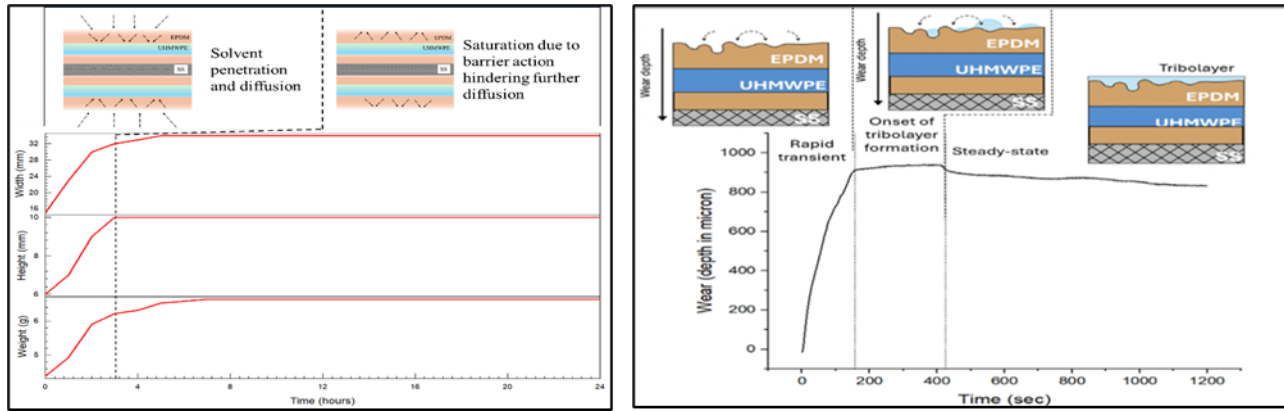 EPDM
UHMWPE
SS
Solvent
penetration
and diffusion
EPDM
UHMWPE
SS
Saturation due to
barrier action
hindering further
diffusion
Width (mm)
32
28
24
20
16
Height (mm)
10
8
6
Weight (g)
6
5
0
4
8
12
16
20
24
Time (hours)
Wear depth
EPDM
UHMWPE
SS
Wear depth
EPDM
UHMWPE
SS
Tribolayer
EPDM
UHMWPE
SS
Rapid
transient
Onset of
tribolayer
formation
Steady-state
Wear (depth in micron)
1000
800
600
400
200
0
0
200
400
600
800
1000
1200
Time (sec)